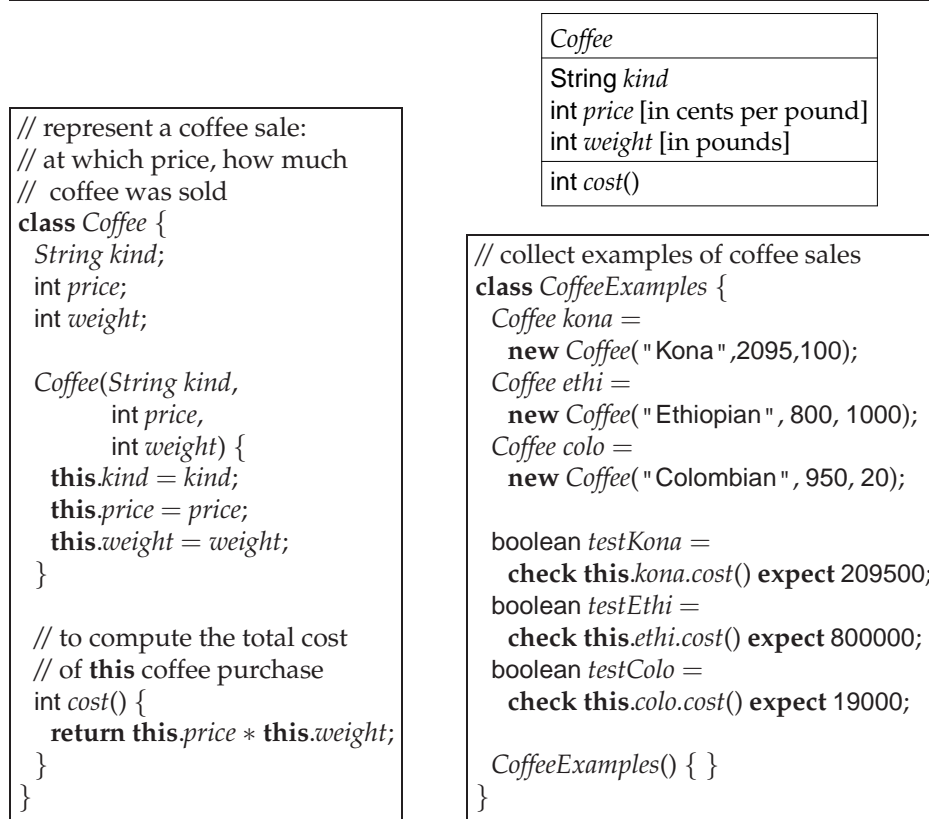 Coffee
String kind
int price [in cents per pound]
int weight [in pounds]
int cost()
// represent a coffee sale:
// at which price, how much
// coffee was sold
class Coffee {
String kind;
int price;
int weight;
Coffee(String kind,
int price,
int weight) {
this.kind = kind;
this.price = price;
this.weight = weight;
}
// to compute the total cost
// of this coffee purchase
int cost() {
return this.price ∗ this.weight;
}
}
// collect examples of coffee sales
class CoffeeExamples {
Coffee kona =
new Coffee("Kona",2095,100);
Coffee ethi =
new Coffee("Ethiopian", 800, 1000);
Coffee colo =
new Coffee("Colombian", 950, 20);
boolean testKona =
check this.kona.cost() expect 209500;
boolean testEthi =
check this.ethi.cost() expect 800000;
boolean testColo =
check this.colo.cost() expect 19000;
CoffeeExamples() { }
}